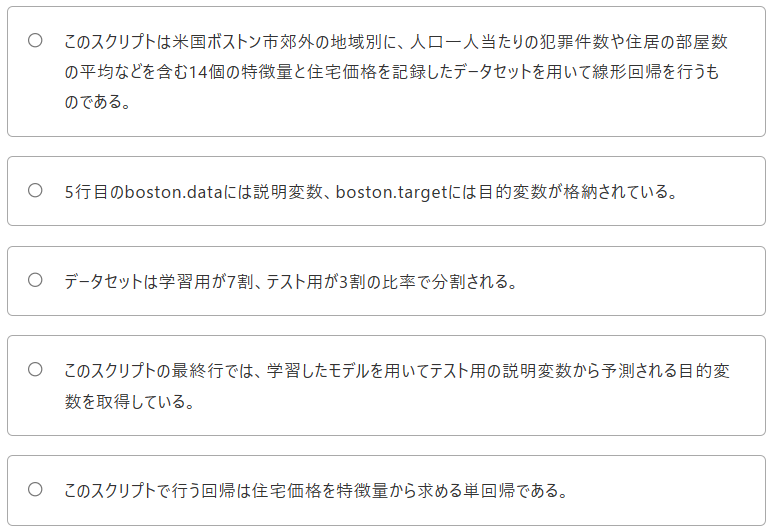 このスクリプトは米国ボストン市郊外の地域別に、人口一人当たりの犯罪件数や住居の部屋数
の平均などを含む14個の特徴量と住宅価格を記録したデータセットを用いて線形回帰を行うも
のである。
5行目のboston.dataには説明変数、boston.targetには目的変数が格納されている。
データセットは学習用が7割、テスト用が3割の比率で分割される。
このスクリプトの最終行では、学習したモデルを用いてテスト用の説明変数から予測される目的変
数を取得している。
このスクリプトで行う回帰は住宅価格を特徴量から求める単回帰である。